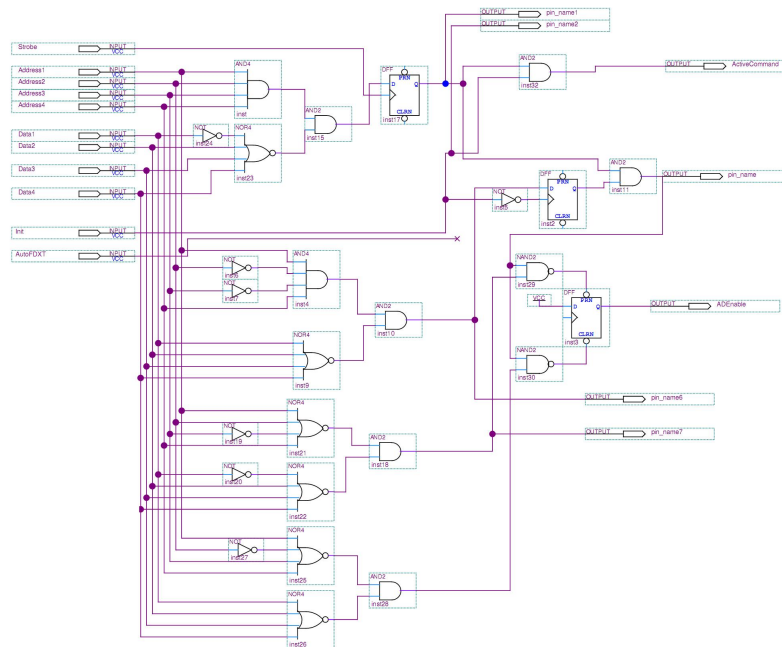 OUTPUT pin_name1
OUTPUT pin_name2
Strobe INPUT VCC
Address1 INPUT VCC
Address2 INPUT VCC
Address3 INPUT VCC
Address4 INPUT VCC
AND4
inst
DFF
PRN
D Q
CLRN
inst17
AND2
inst32
OUTPUT ActiveCommand
AND2
inst15
Data1 INPUT VCC
Data2 INPUT VCC
Data3 INPUT VCC
Data4 INPUT VCC
NOT
inst24
NOR4
inst23
AND2
inst11
OUTPUT pin_name
DFF
PRN
D Q
CLRN
inst2
NOT
Init INPUT VCC
AutoFDXT INPUT VCC
AND4
inst4
NOT
NOT
AND2
inst10
NAND2
inst29
DFF
PRN
D Q
CLRN
inst3
VCC
OUTPUT ADEnable
NOR4
inst9
NAND2
inst30
OUTPUT pin_name6
NOR4
inst21
NOT
inst19
AND2
inst18
OUTPUT pin_name7
NOT
inst20
NOR4
inst22
NOR4
inst25
NOT
inst27
AND2
inst28
NOR4
inst26